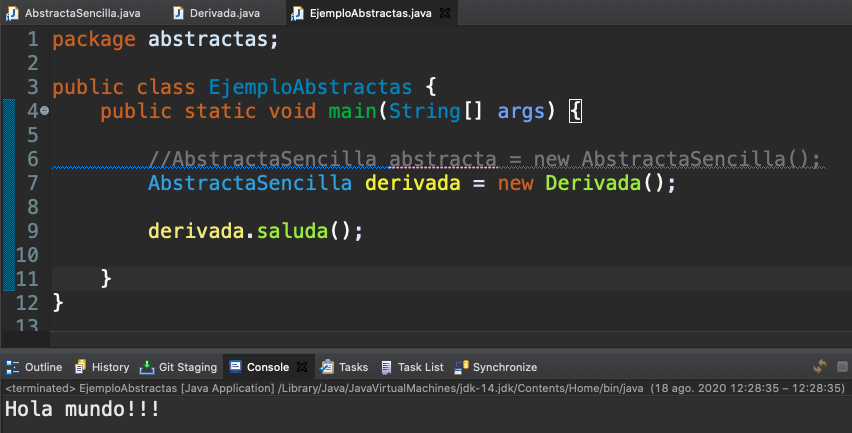 AbstractaSencilla.java Derivada.java EjemploAbstractas.java
1 package abstractas;
2
3 public class EjemploAbstractas {
4 public static void main(String[] args) {
5
6 //AbstractaSencilla abstracta = new AbstractaSencilla();
7 AbstractaSencilla derivada = new Derivada();
8
9 derivada.saluda();
10
11 }
12 }
13
Outline History Git Staging Console Tasks Task List Synchronize
<terminated> EjemploAbstractas [Java Application] /Library/Java/JavaVirtualMachines/jdk-14.jdk/Contents/Home/bin/java (18 ago. 2020 12:28:35 – 12:28:35)
Hola mundo!!!